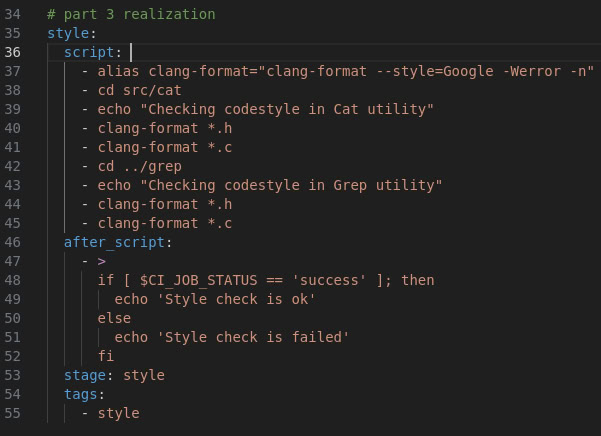 34 # part 3 realization
35 style:
36 script:
37 - alias clang-format="clang-format --style=Google -Werror -n"
38 - cd src/cat
39 - echo "Checking codestyle in Cat utility"
40 - clang-format *.h
41 - clang-format *.c
42 - cd ../grep
43 - echo "Checking codestyle in Grep utility"
44 - clang-format *.h
45 - clang-format *.c
46 after_script:
47 - >
48 if [ $CI_JOB_STATUS == 'success' ]; then
49 echo 'Style check is ok'
50 else
51 echo 'Style check is failed'
52 fi
53 stage: style
54 tags:
55 - style